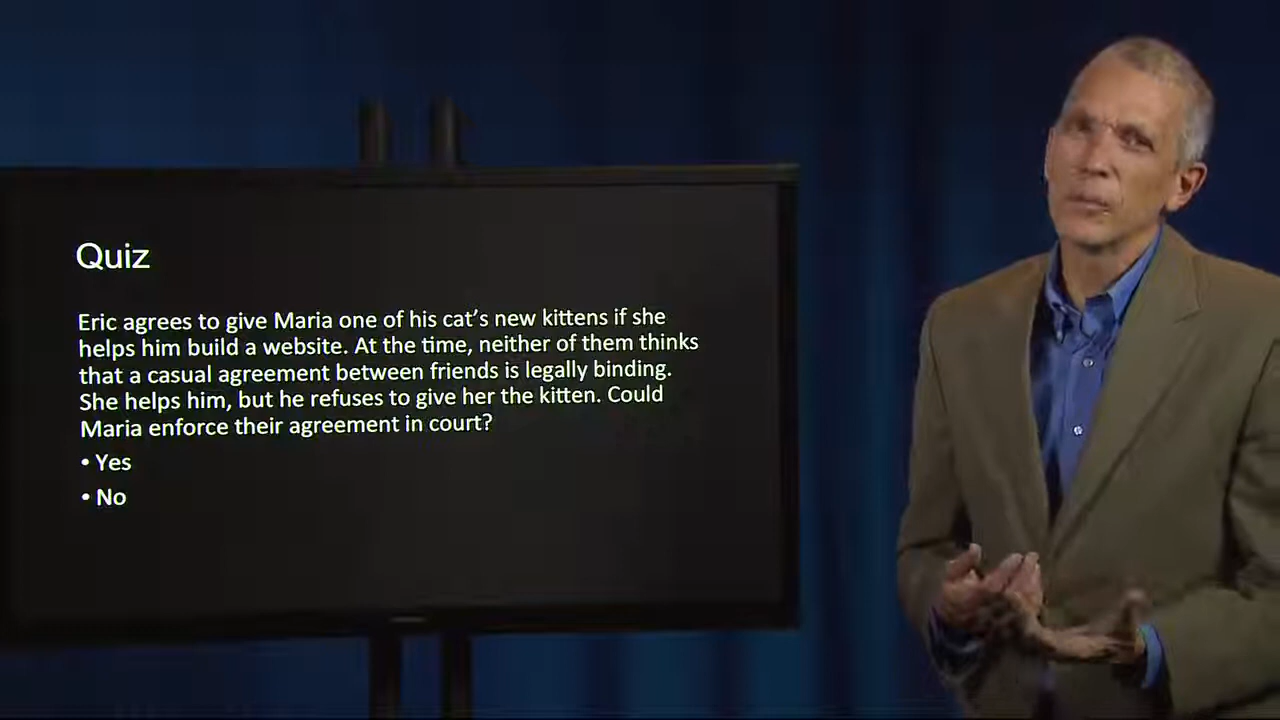 Quiz
Eric agrees to give Maria one of his cat's new kittens if she
helps him build a website. At the time, neither of them thinks
that a casual agreement between friends is legally binding.
She helps him, but he refuses to give her the kitten. Could
Maria enforce their agreement in court?
• Yes
• No